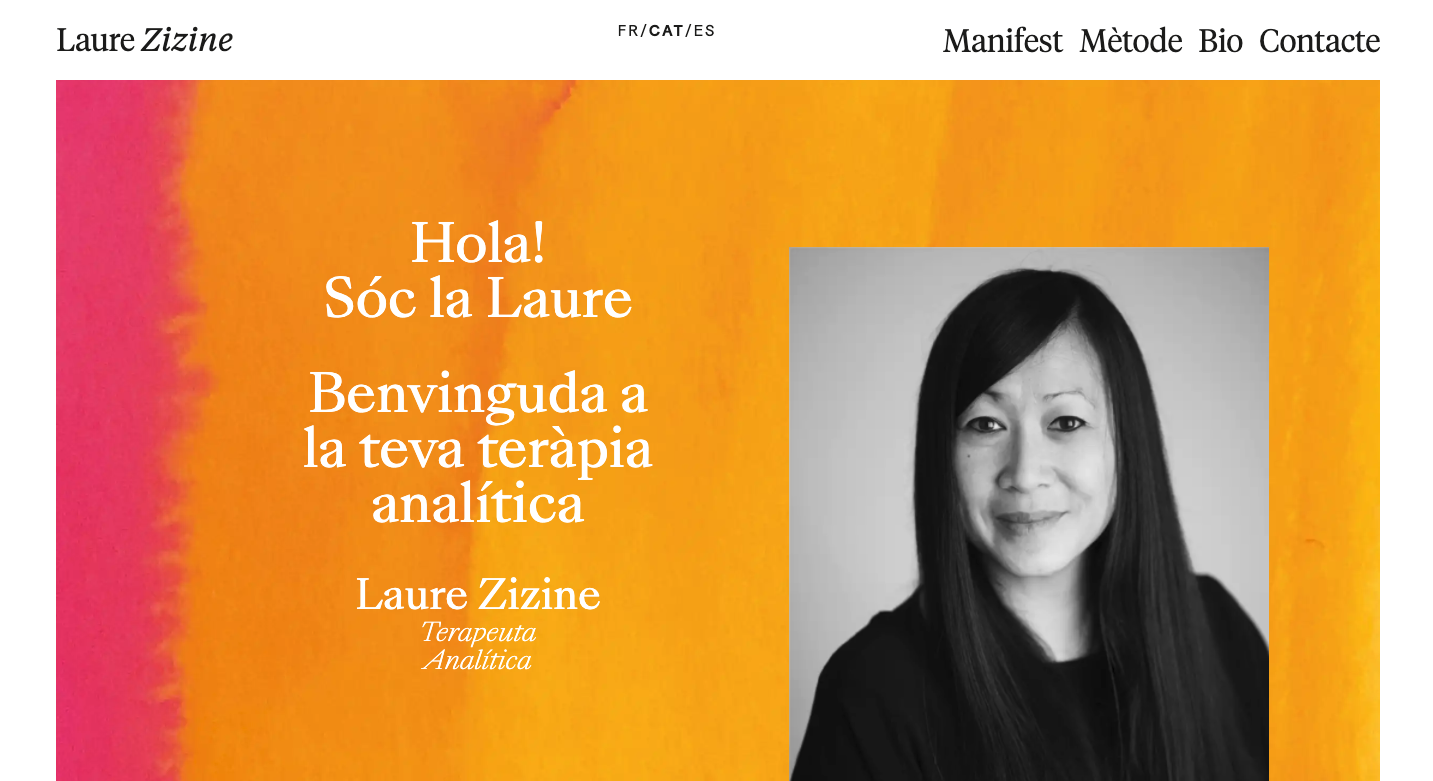 Laure Zizine
FR/CAT/ES
Manifest Mètode Bio Contacte
Hola!
Sóc la Laure
Benvinguda a
la teva teràpia
analítica
Laure Zizine
Terapeuta
Analítica